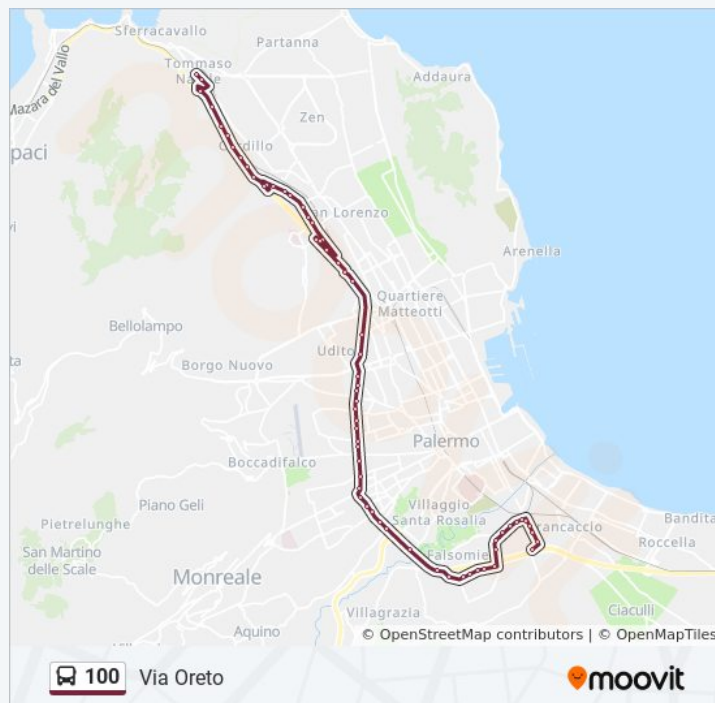 Sferracavallo
Partanna
Tommaso
Natale
Addaura
Mazara del Vallo
Zen
Cardillo
paci
San Lorenzo
Arenella
Quartiere
Matteotti
Bellolampo
Uditore
Borgo Nuovo
Palermo
Boccadifalco
Piano Geli
Villaggio
Santa Rosalia
Brancaccio
Bandita
Pietrelunghe
Roccella
San Martino
delle Scale
Falsomie
Monreale
Ciaculli
Villagrazia
Aquino
© OpenStreetMap contributors | © OpenMapTiles
100 Via Oreto
moovit